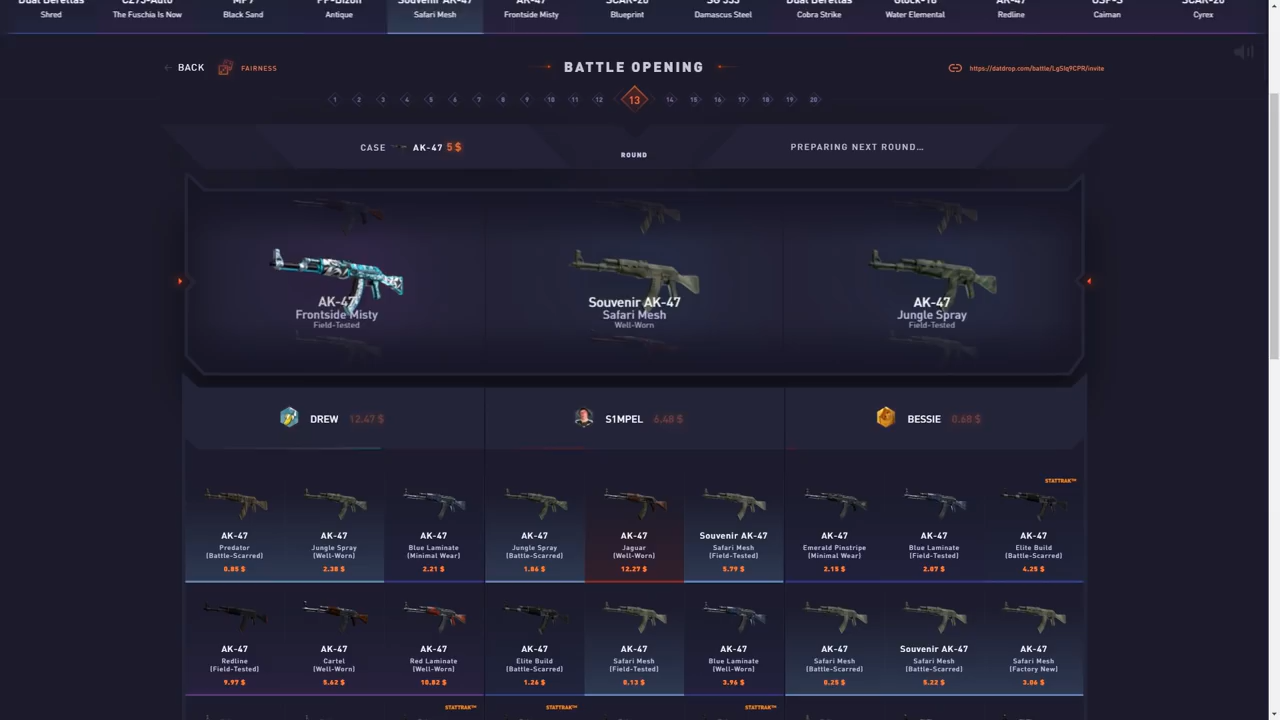 Dual Berettas CZ75-Auto MP7 PP-Bizon Souvenir AK-47 AK-47 SCAR-20 SG 553 Dual Berettas Glock-18 AK-47 USP-S SCAR-20
Shred The Fuschia Is Now Black Sand Antique Safari Mesh Frontside Misty Blueprint Damascus Steel Cobra Strike Water Elemental Redline Caiman Cyrex
← BACK FAIRNESS BATTLE OPENING https://datdrop.com/battle/LgSlq9CPR/invite
1 2 3 4 5 6 7 8 9 10 11 12 13 14 15 16 17 18 19 20
CASE AK-47 5 $ ROUND PREPARING NEXT ROUND...
AK-47 Souvenir AK-47 AK-47
Frontside Misty Safari Mesh Jungle Spray
Field-Tested Well-Worn Field-Tested
DREW 12.47 $ S1MPEL 6.48 $ BESSIE 0.68 $
STATTRAK™
AK-47 AK-47 AK-47 AK-47 AK-47 Souvenir AK-47 AK-47 AK-47 AK-47
Predator Jungle Spray Blue Laminate Jungle Spray Jaguar Safari Mesh Emerald Pinstripe Blue Laminate Elite Build
(Battle-Scarred) (Well-Worn) (Minimal Wear) (Battle-Scarred) (Well-Worn) (Field-Tested) (Minimal Wear) (Field-Tested) (Battle-Scarred)
0.85 $ 2.38 $ 2.21 $ 1.86 $ 12.27 $ 5.79 $ 2.15 $ 2.07 $ 4.25 $
AK-47 AK-47 AK-47 AK-47 AK-47 AK-47 AK-47 Souvenir AK-47 AK-47
Redline Cartel Red Laminate Elite Build Safari Mesh Blue Laminate Safari Mesh Safari Mesh Safari Mesh
(Field-Tested) (Well-Worn) (Well-Worn) (Battle-Scarred) (Field-Tested) (Well-Worn) (Battle-Scarred) (Battle-Scarred) (Factory New)
9.97 $ 5.62 $ 10.82 $ 1.26 $ 0.13 $ 3.96 $ 0.25 $ 5.22 $ 3.06 $
STATTRAK™ STATTRAK™ STATTRAK™